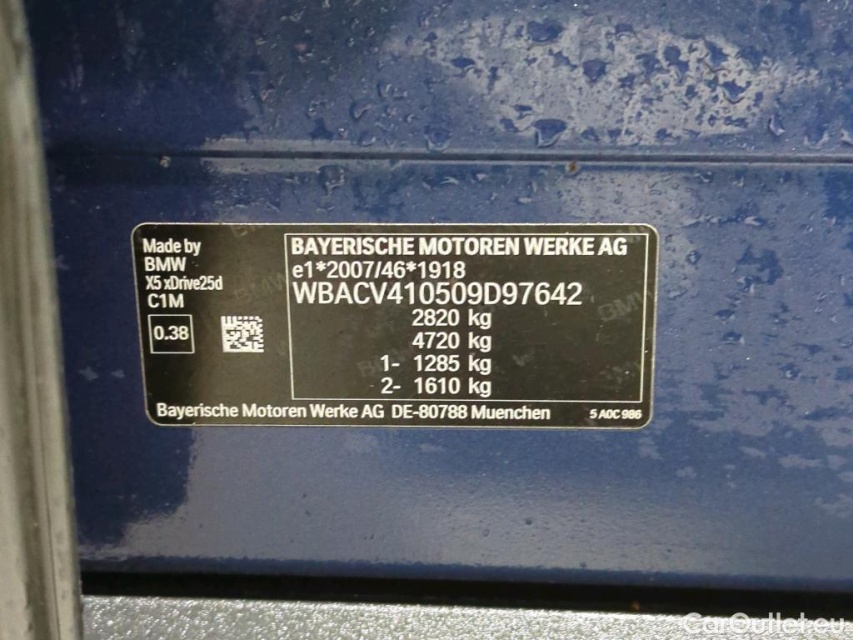 Made by
BMW
X5 xDrive25d
C1M
0.38
BAYERISCHE MOTOREN WERKE AG
e1*2007/46*1918
WBACV410509D97642
2820 kg
4720 kg
1- 1285 kg
2- 1610 kg
Bayerische Motoren Werke AG DE-80788 Muenchen
5 A0C 986
CarOutlet.eu